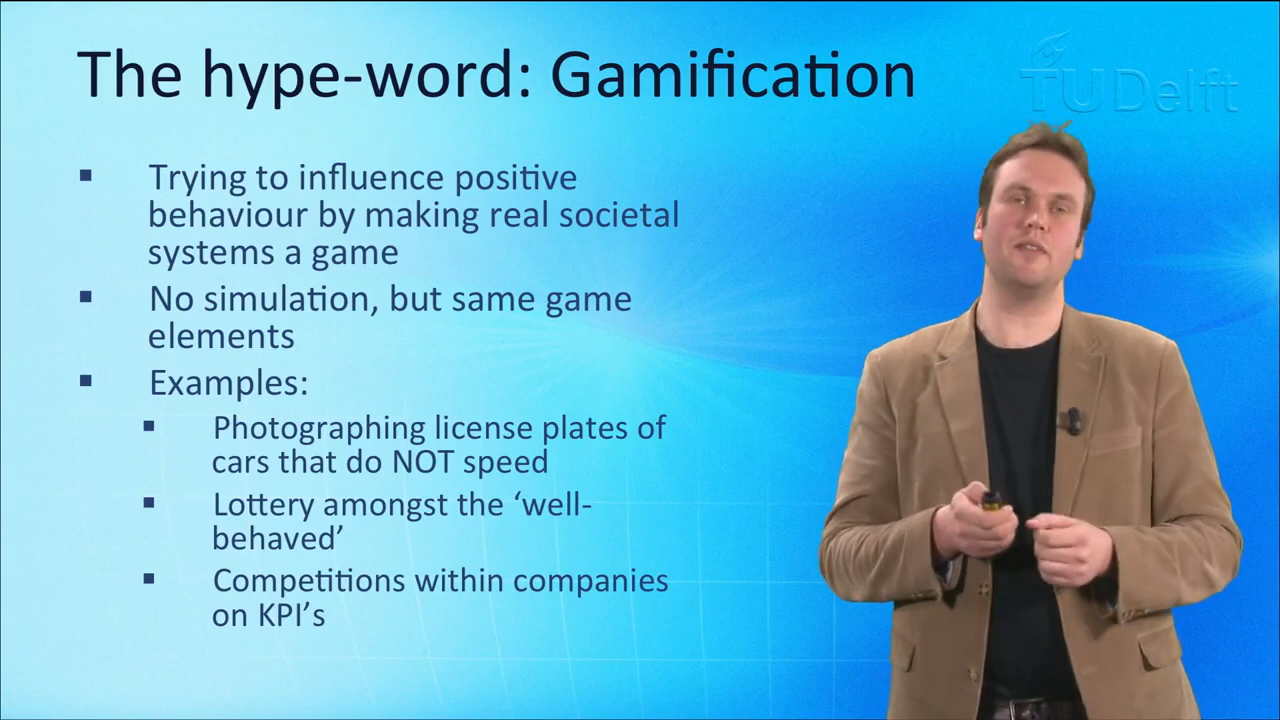 The hype-word: Gamification
TU Delft
▪ Trying to influence positive
behaviour by making real societal
systems a game
▪ No simulation, but same game
elements
▪ Examples:
▪ Photographing license plates of
cars that do NOT speed
▪ Lottery amongst the ‘well-
behaved’
▪ Competitions within companies
on KPI’s